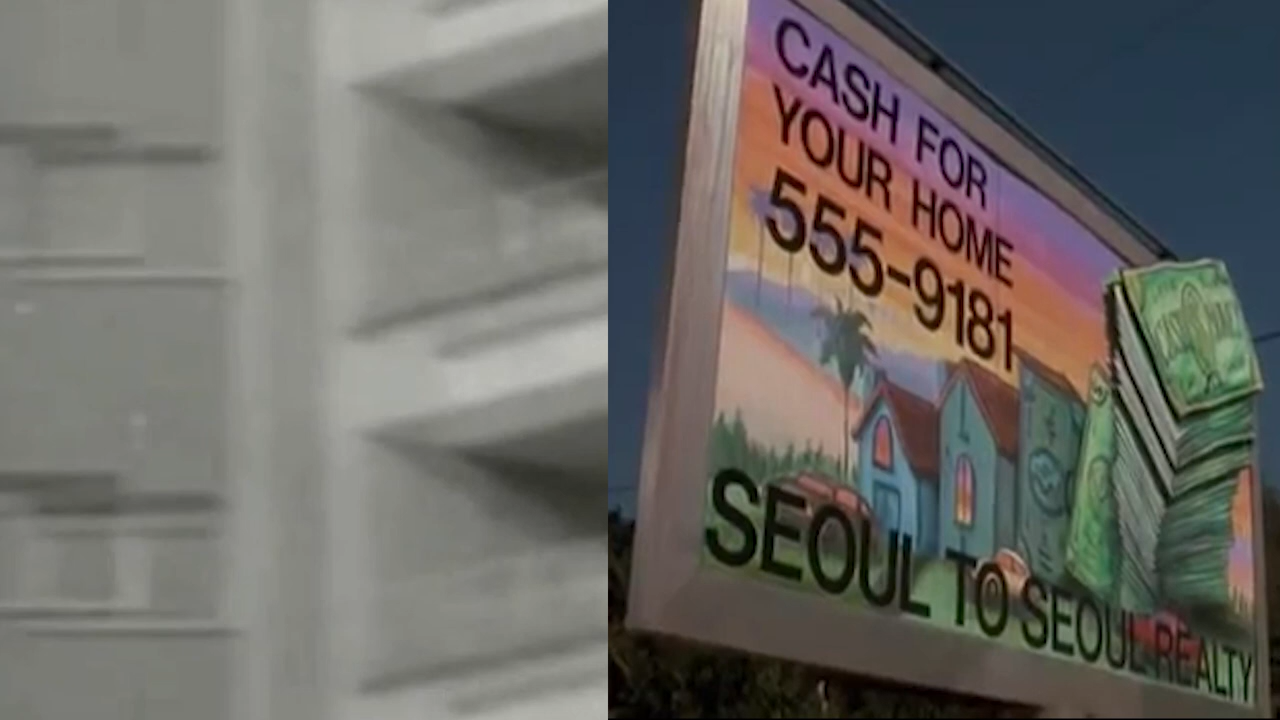 CASH FOR
YOUR HOME
555-9181
SEOUL TO SEOUL REALTY